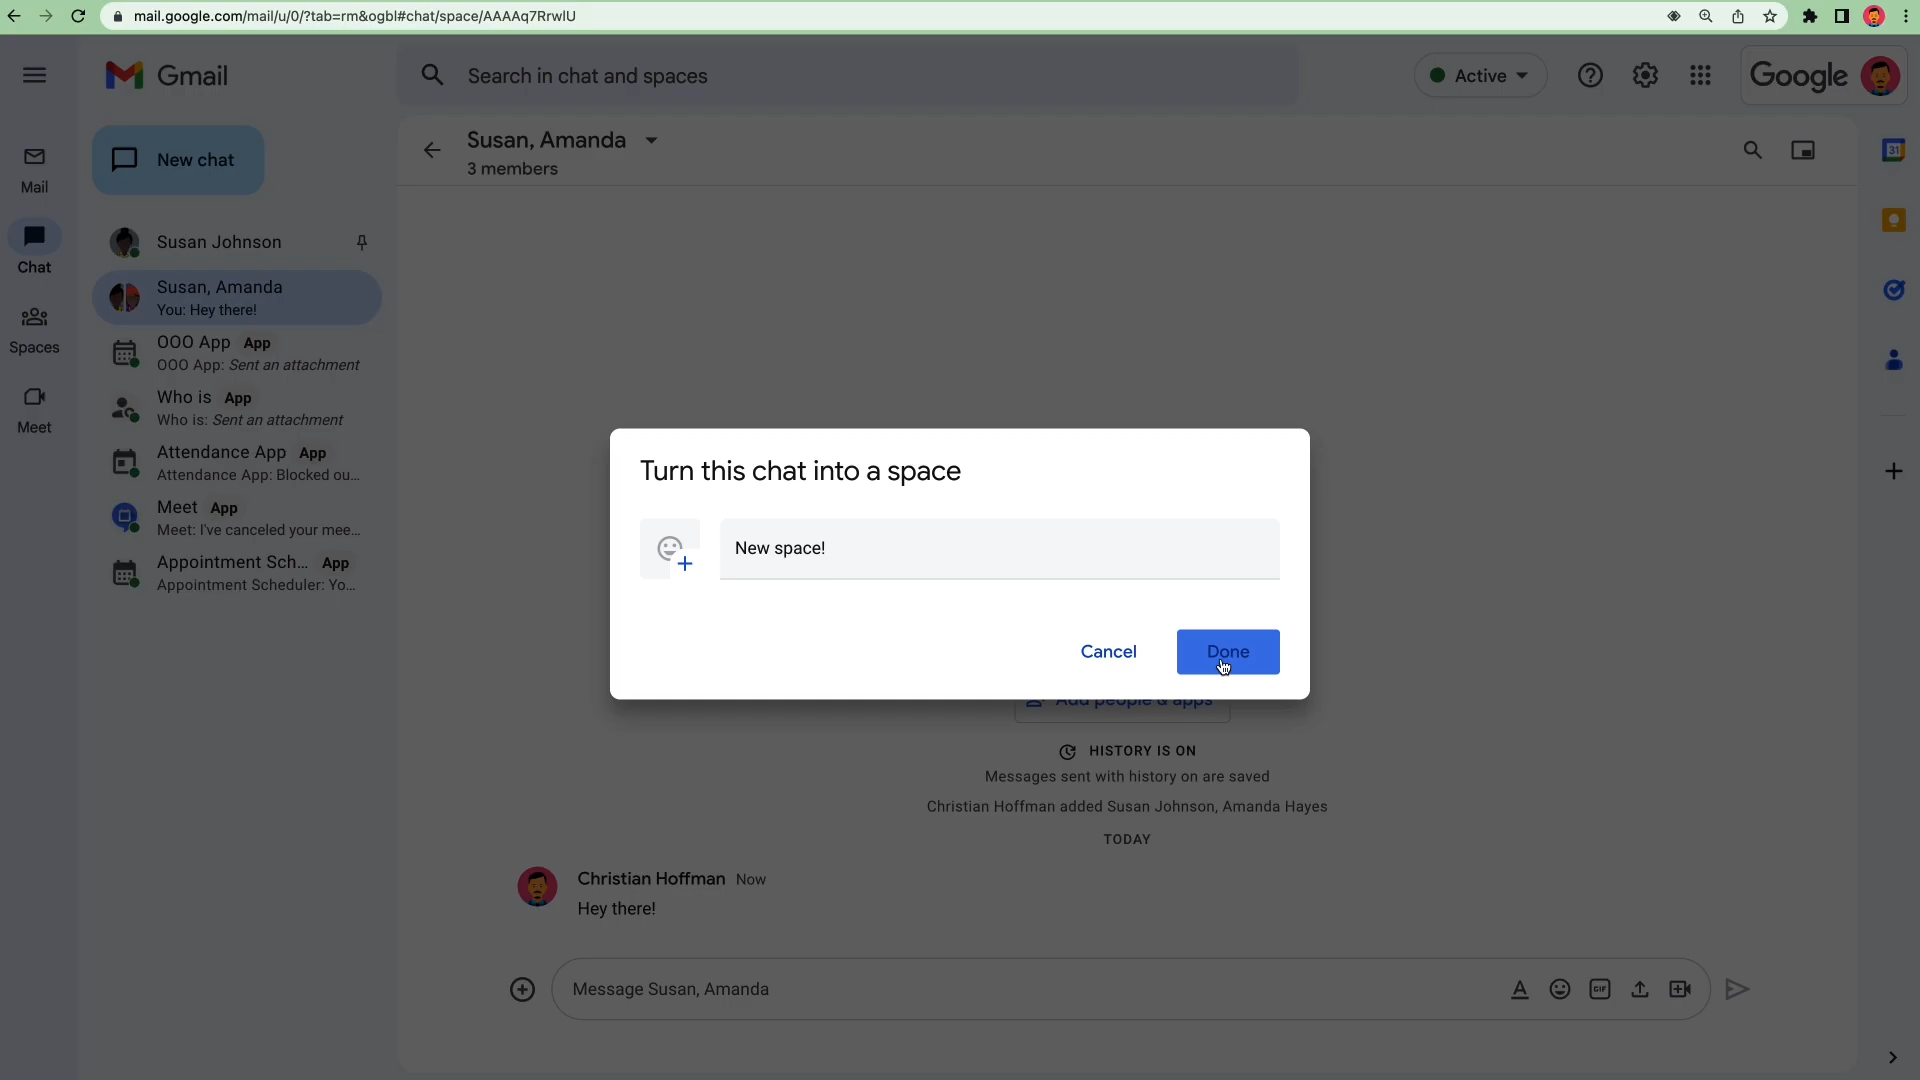 mail.google.com/mail/u/0/?tab=rm&ogbl#chat/space/AAAAq7RrwlU
Gmail
Search in chat and spaces
Active
Google
New chat
Susan, Amanda
3 members
31
Mail
Chat
Spaces
Meet
Susan Johnson
Susan, Amanda
You: Hey there!
OOO App App
OOO App: Sent an attachment
Who is App
Who is: Sent an attachment
Attendance App App
Attendance App: Blocked ou...
Meet App
Meet: I've canceled your mee...
Appointment Sch... App
Appointment Scheduler: Yo...
Turn this chat into a space
New space!
Cancel
Done
Add people & apps
HISTORY IS ON
Messages sent with history on are saved
Christian Hoffman added Susan Johnson, Amanda Hayes
TODAY
Christian Hoffman Now
Hey there!
Message Susan, Amanda
A
GIF